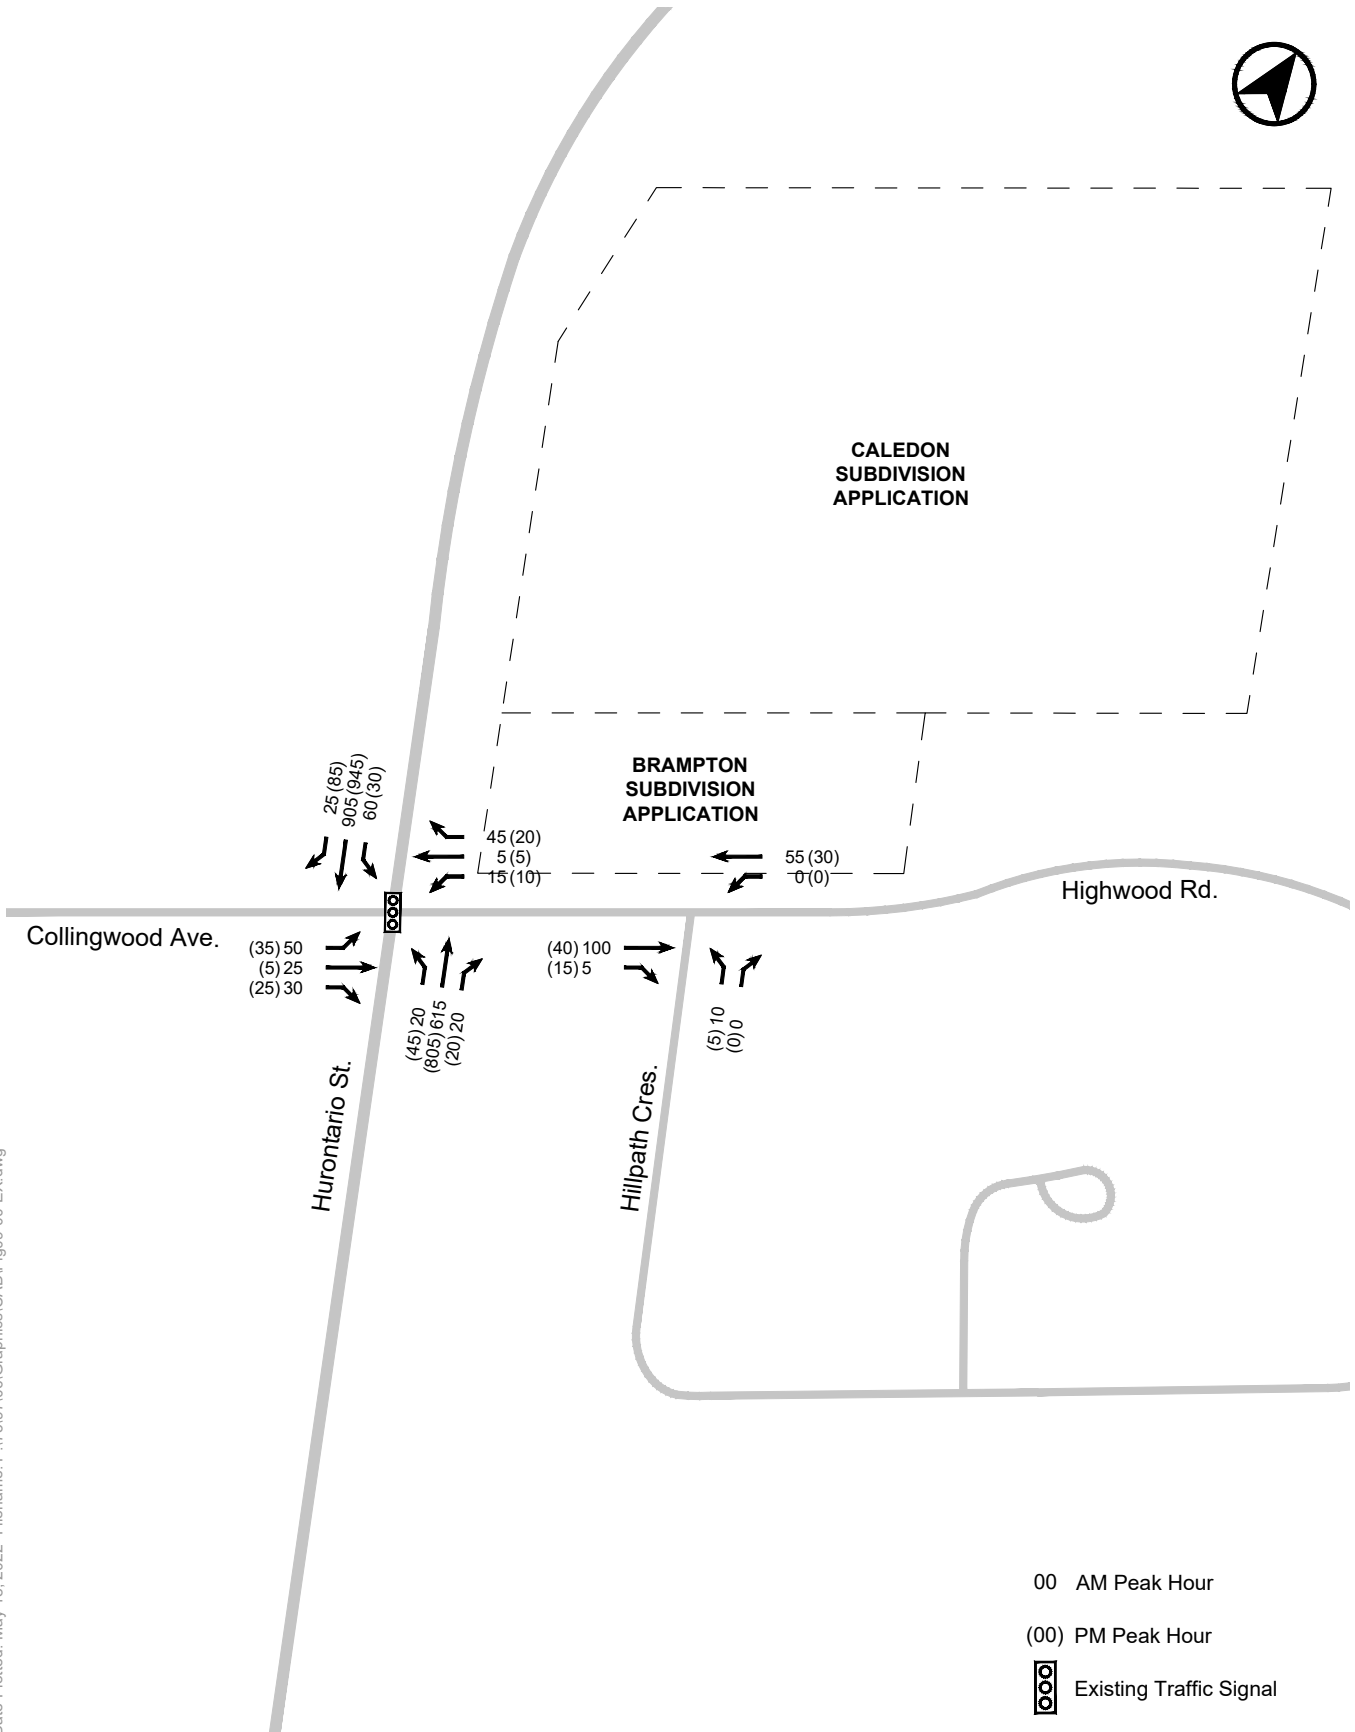 CALEDON
SUBDIVISION
APPLICATION
BRAMPTON
SUBDIVISION
APPLICATION
25 (85)
905 (945)
60 (30)
45 (20)
5 (5)
15 (10)
55 (30)
0 (0)
Highwood Rd.
Collingwood Ave.
(35) 50
(5) 25
(25) 30
(40) 100
(15) 5
(45) 20
(805) 615
(20) 20
(5) 10
(0) 0
Hurontario St.
Hillpath Cres.
00 AM Peak Hour
(00) PM Peak Hour
Existing Traffic Signal